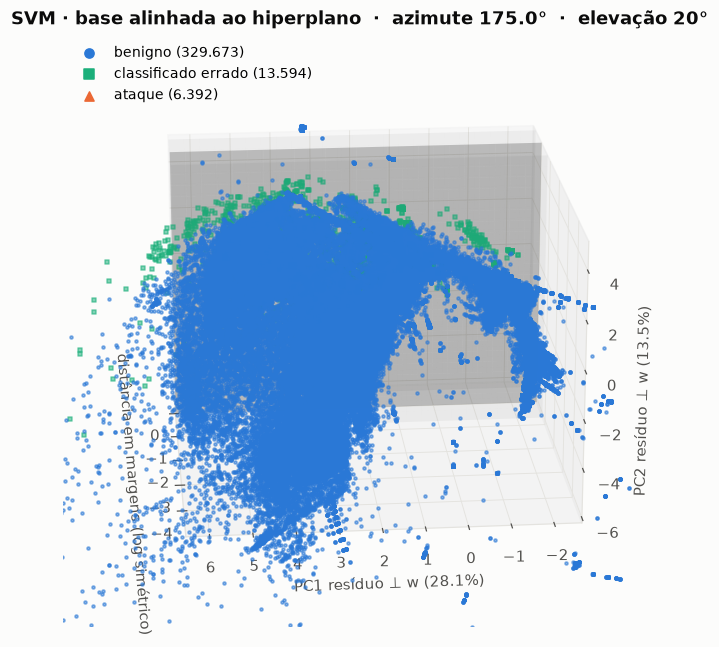 SVM · base alinhada ao hiperplano · azimute 175.0° · elevação 20°
benigno (329.673)
classificado errado (13.594)
ataque (6.392)
4
2
0
−2
−4
−6
PC2 resíduo ⊥ w (13.5%)
0
−1
−2
−3
−4
distância em margens (log simétrico)
6 5 4 3 2 1 0 −1 −2
PC1 resíduo ⊥ w (28.1%)